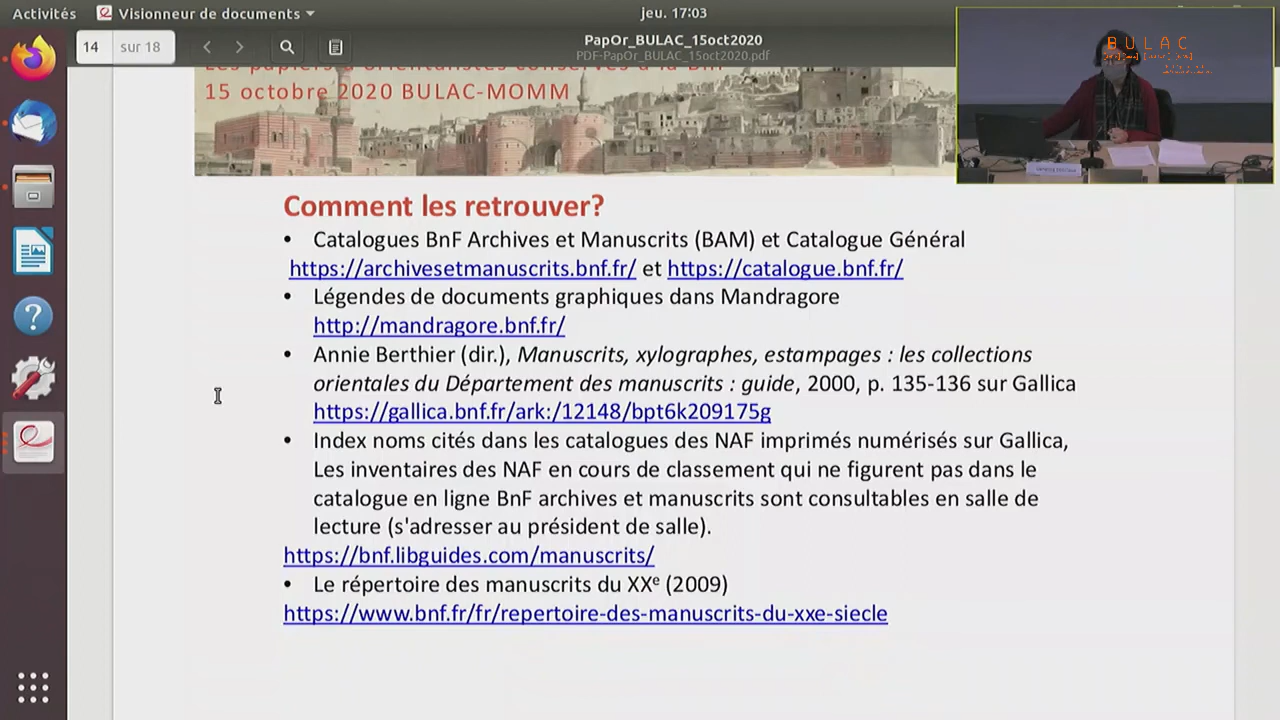 Activités
Visionneur de documents
jeu. 17:03
14 sur 18
PapOr_BULAC_15oct2020
PDF-PapOr_BULAC_15oct2020.pdf
BULAC
15 octobre 2020 BULAC-MOMM
Comment les retrouver?
• Catalogues BnF Archives et Manuscrits (BAM) et Catalogue Général
https://archivesetmanuscrits.bnf.fr/ et https://catalogue.bnf.fr/
• Légendes de documents graphiques dans Mandragore
http://mandragore.bnf.fr/
• Annie Berthier (dir.), Manuscrits, xylographes, estampages : les collections
orientales du Département des manuscrits : guide, 2000, p. 135-136 sur Gallica
https://gallica.bnf.fr/ark:/12148/bpt6k209175g
• Index noms cités dans les catalogues des NAF imprimés numérisés sur Gallica,
Les inventaires des NAF en cours de classement qui ne figurent pas dans le
catalogue en ligne BnF archives et manuscrits sont consultables en salle de
lecture (s'adresser au président de salle).
https://bnf.libguides.com/manuscrits/
• Le répertoire des manuscrits du XXe (2009)
https://www.bnf.fr/fr/repertoire-des-manuscrits-du-xxe-siecle